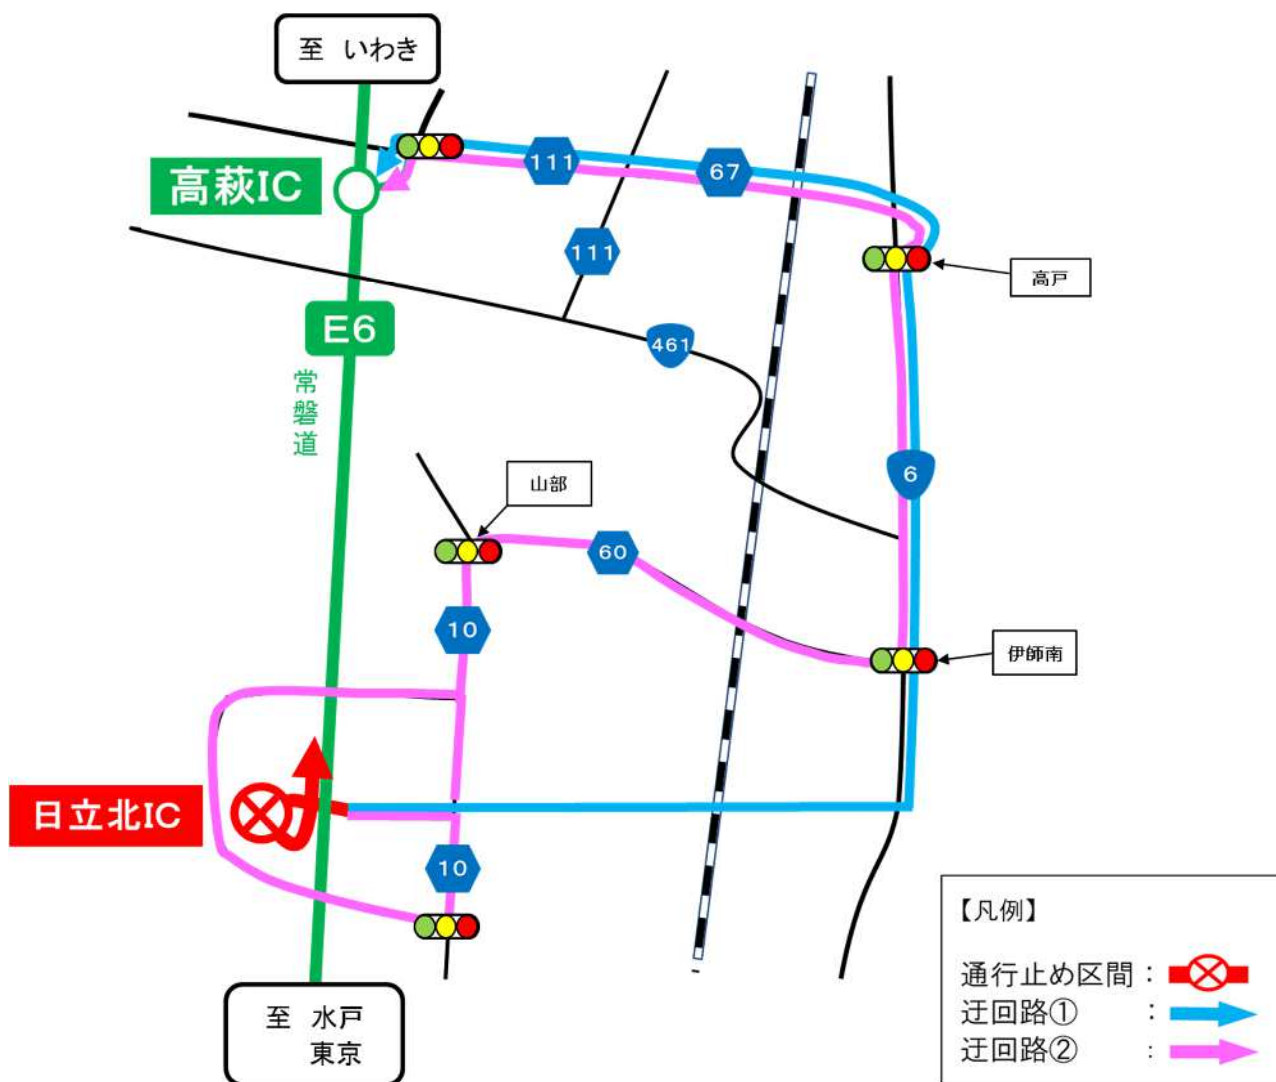 至 いわき
高萩IC
111
67
111
高戸
E6
461
常磐道
山部
6
60
10
伊師南
日立北IC
10
【凡例】
通行止め区間：
迂回路①：
迂回路②：
至 水戸
東京